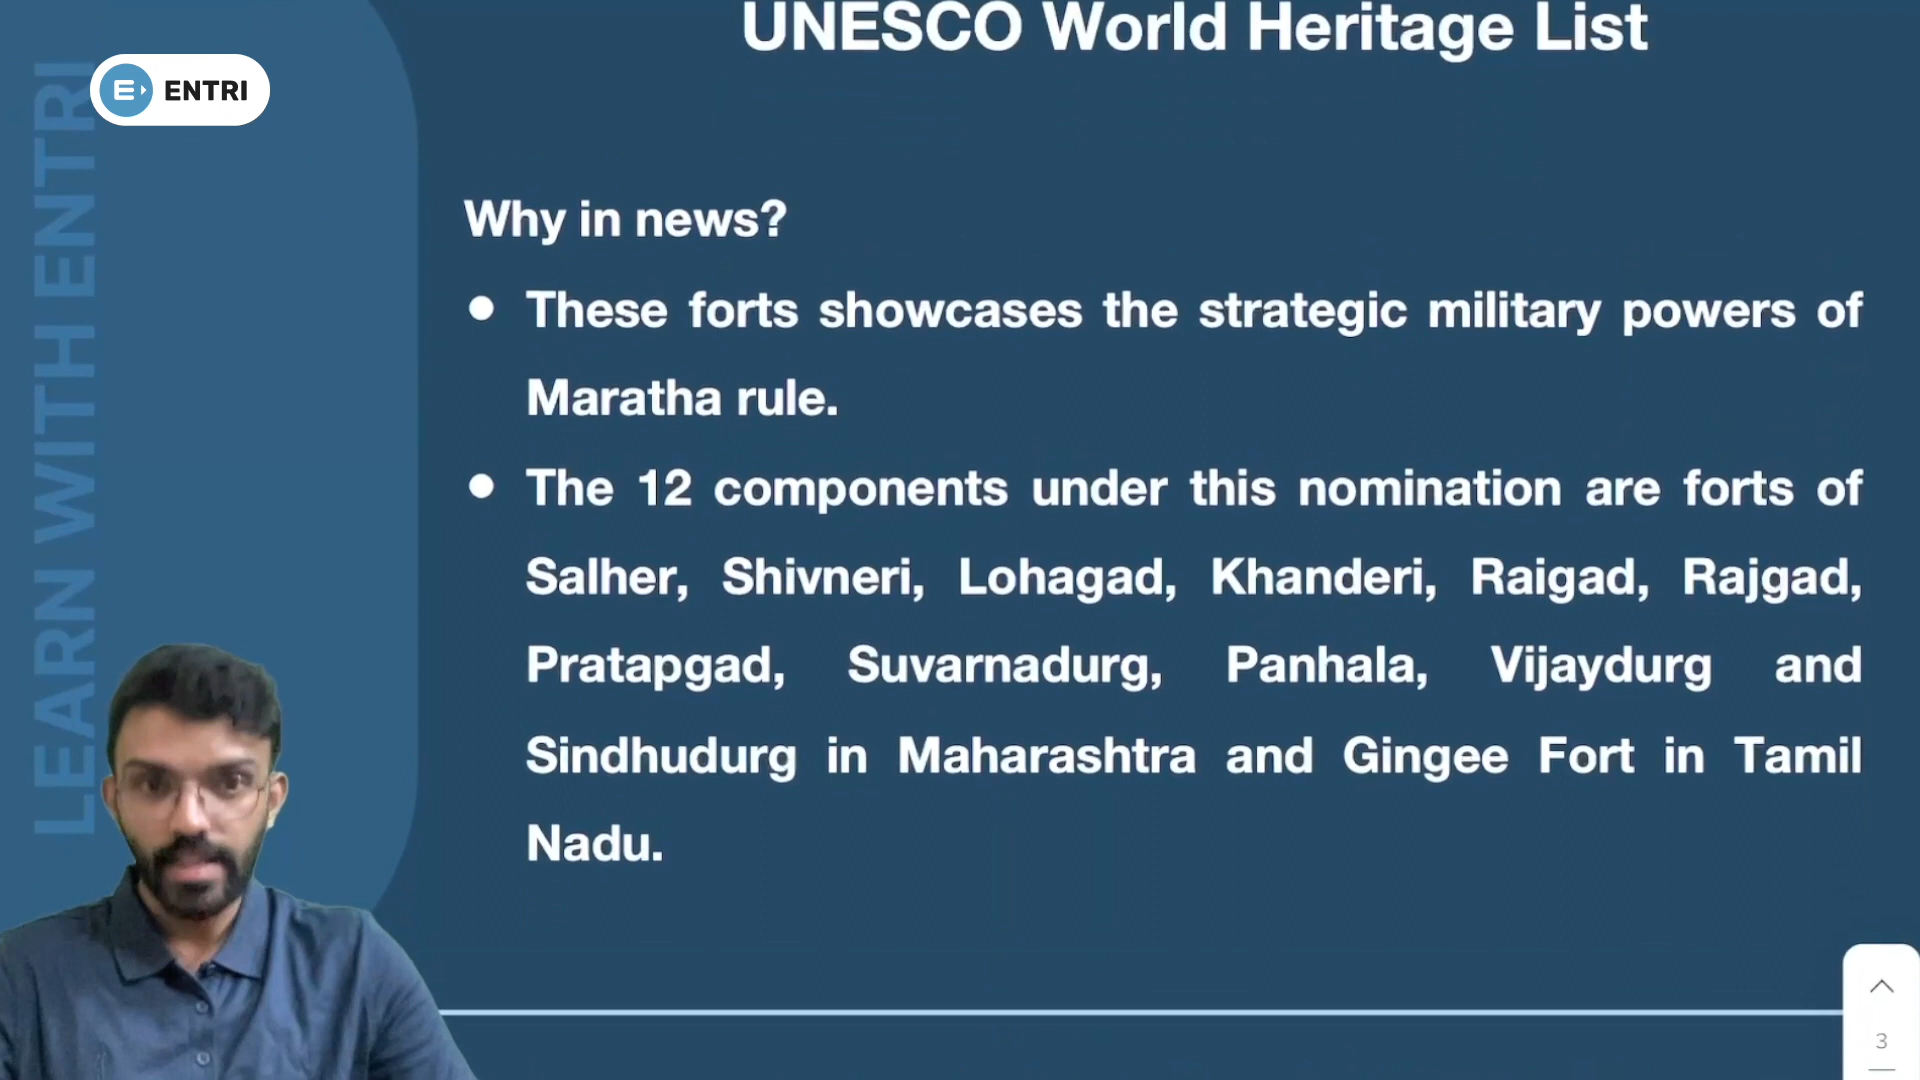 UNESCO World Heritage List
ENTRI
LEARN WITH ENTRI
Why in news?
● These forts showcases the strategic military powers of
Maratha rule.
● The 12 components under this nomination are forts of
Salher, Shivneri, Lohagad, Khanderi, Raigad, Rajgad,
Pratapgad, Suvarnadurg, Panhala, Vijaydurg and
Sindhudurg in Maharashtra and Gingee Fort in Tamil
Nadu.
3